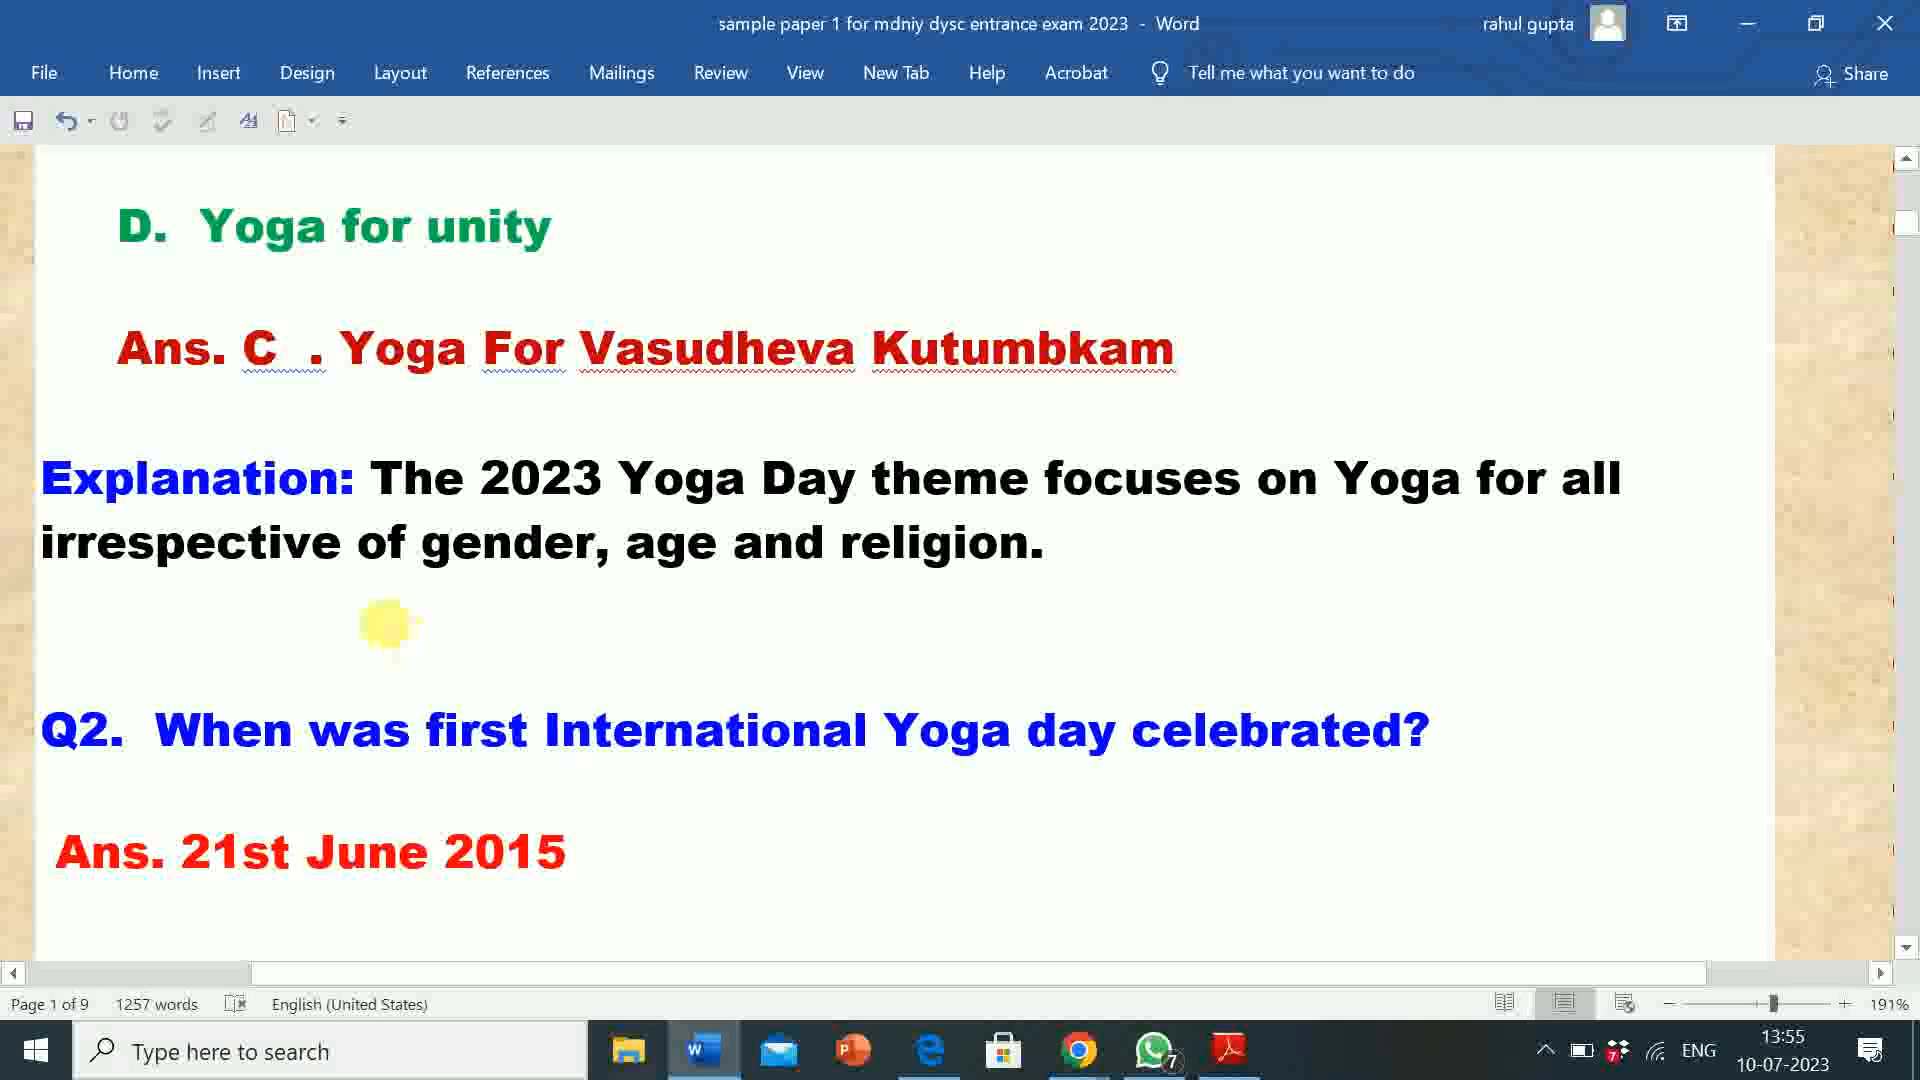 sample paper 1 for mdniy dysc entrance exam 2023 - Word
rahul gupta
File Home Insert Design Layout References Mailings Review View New Tab Help Acrobat Tell me what you want to do Share
D. Yoga for unity
Ans. C . Yoga For Vasudheva Kutumbkam
Explanation: The 2023 Yoga Day theme focuses on Yoga for all
irrespective of gender, age and religion.
Q2. When was first International Yoga day celebrated?
Ans. 21st June 2015
Page 1 of 9 1257 words English (United States) 191%
Type here to search
7
7
ENG
13:55
10-07-2023